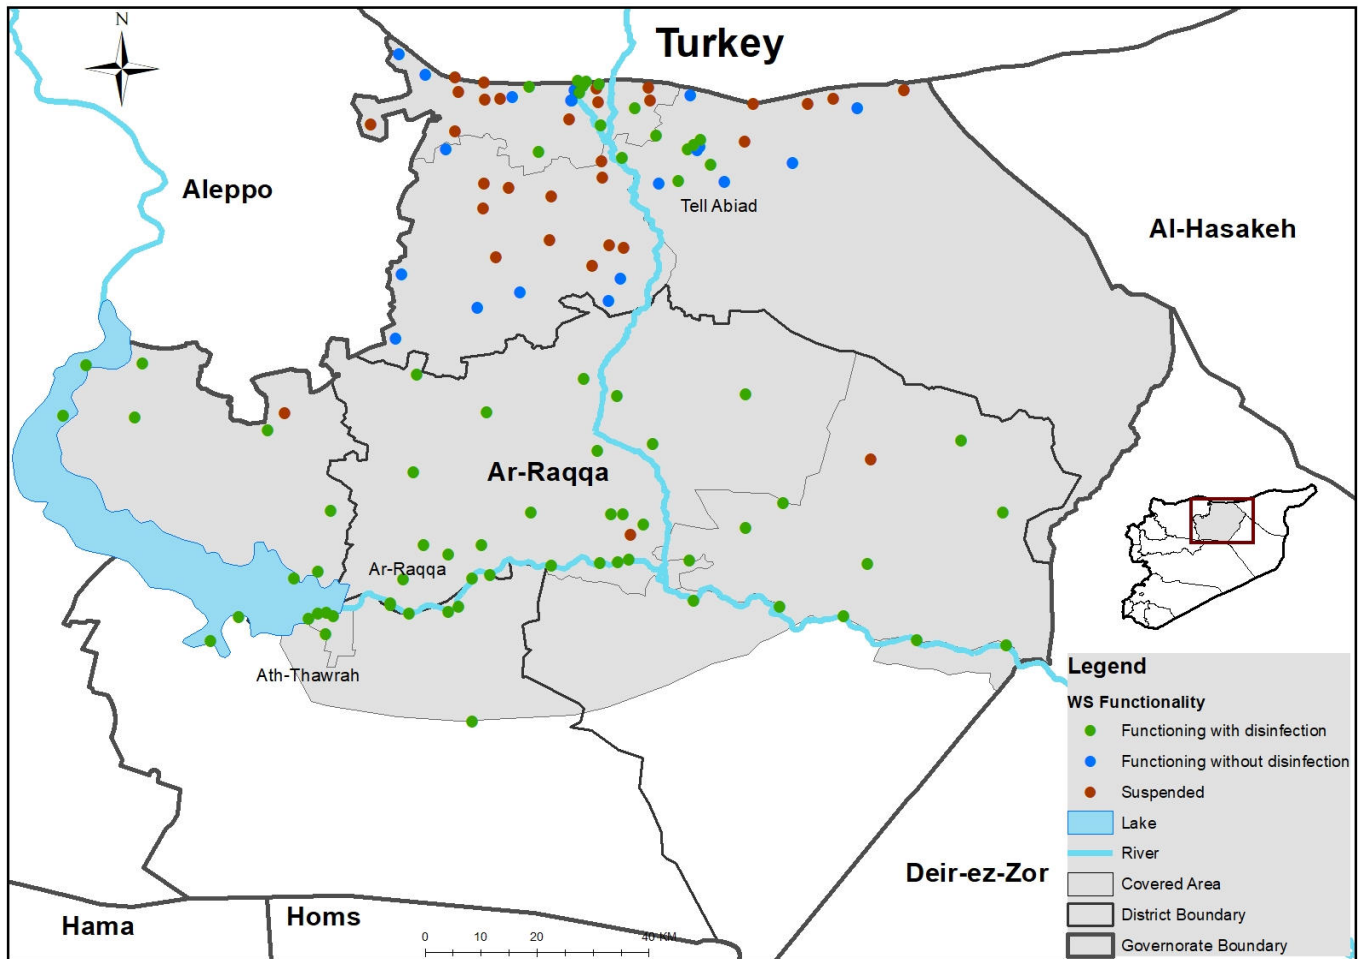 N
Turkey
Aleppo
Tell Abiad
Al-Hasakeh
Ar-Raqqa
Ar-Raqqa
Ath-Thawrah
Deir-ez-Zor
Hama
Homs
0 10 20 40 KM
Legend
WS Functionality
Functioning with disinfection
Functioning without disinfection
Suspended
Lake
River
Covered Area
District Boundary
Governorate Boundary